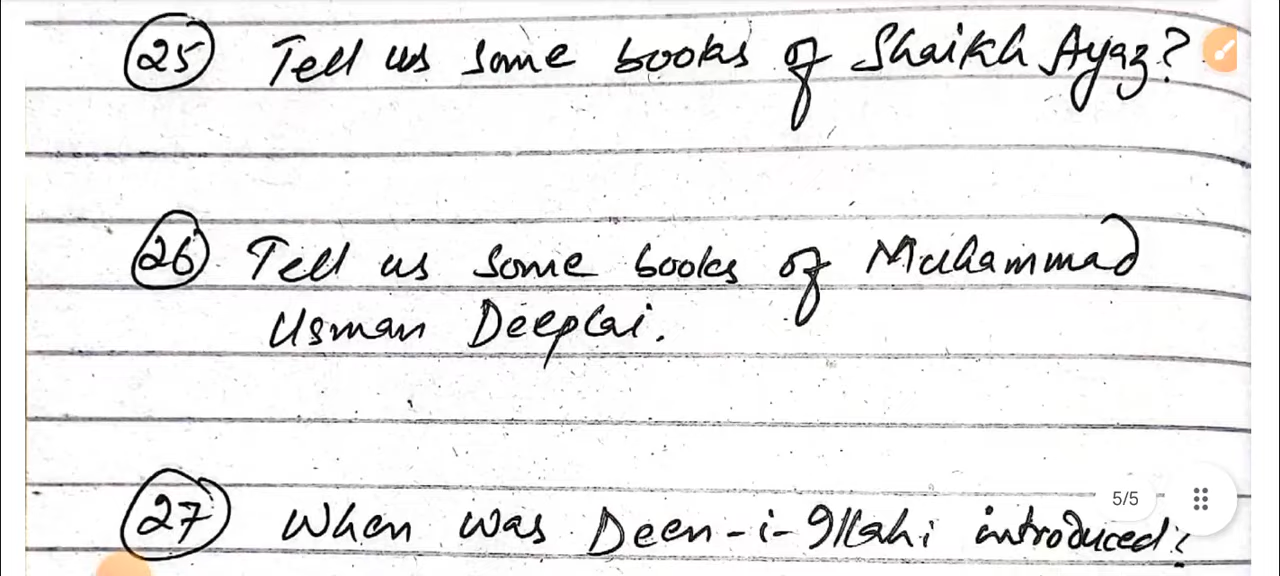 25 Tell us some books of Shaikh Ayaz?
26 Tell us some books of Muhammad
Usman Deeplai.
5/5
27 When was Deen-i-Illahi introduced?